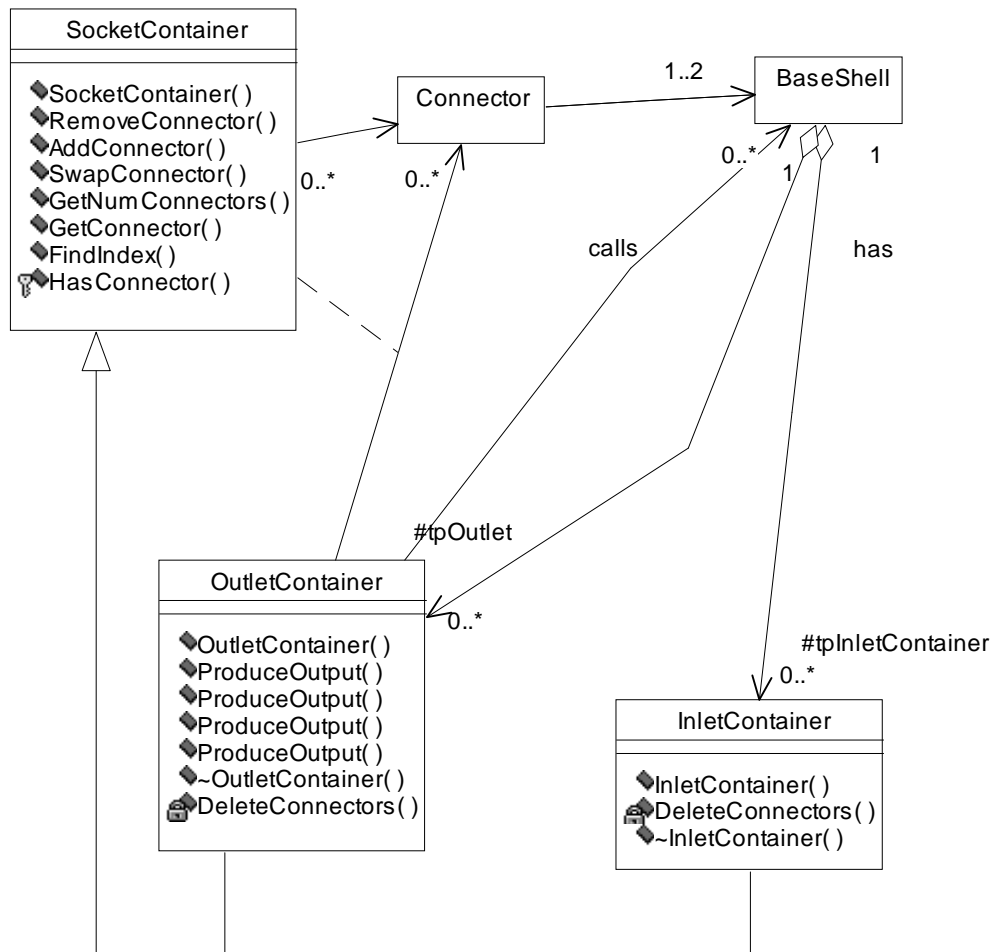 SocketContainer
SocketContainer( )
RemoveConnector( )
AddConnector( )
SwapConnector( )
GetNumConnectors( )
GetConnector( )
FindIndex( )
HasConnector( )
Connector
1..2
BaseShell
0..*
0..*
0..*
1
1
calls
has
#tpOutlet
OutletContainer
OutletContainer( )
ProduceOutput( )
ProduceOutput( )
ProduceOutput( )
ProduceOutput( )
~OutletContainer( )
DeleteConnectors( )
0..*
#tpInletContainer
0..*
InletContainer
InletContainer( )
DeleteConnectors( )
~InletContainer( )